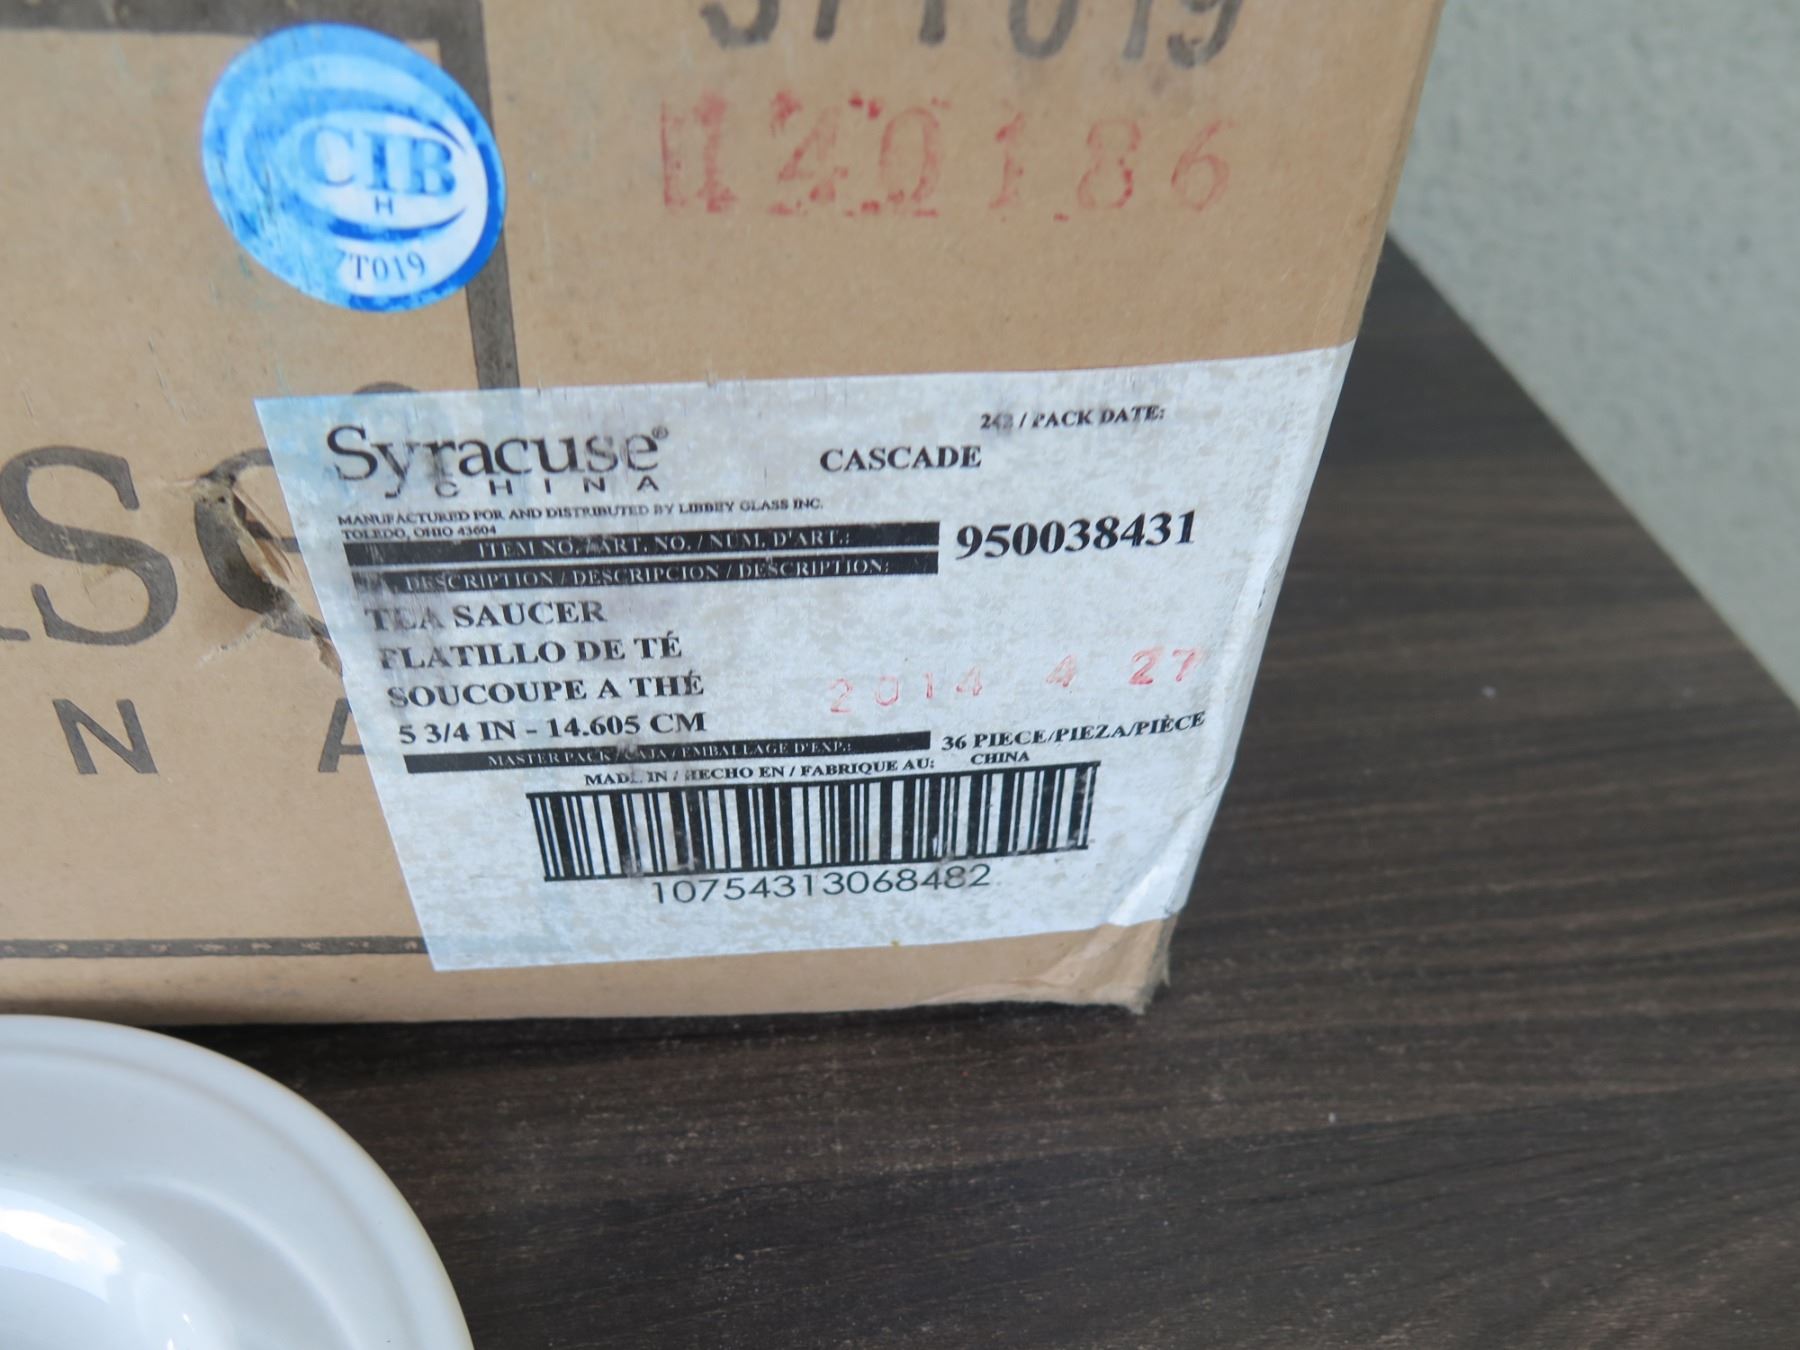 CIB
H
7T019
140186
N A
Syracuse®
CHINA
CASCADE
/ PACK DATE:
MANUFACTURED FOR AND DISTRIBUTED BY LIBBEY GLASS INC.
TOLEDO, OHIO 43604
ITEM NO. / ART. NO. / NUM. D'ART.:
950038431
DESCRIPTION / DESCRIPCION / DESCRIPTION:
TEA SAUCER
PLATILLO DE TÉ
SOUCOUPE A THÉ
2014 4 27
5 3/4 IN - 14.605 CM
MASTER PACK / CAJA / EMBALLAGE D'EXP.:
36 PIECE/PIEZA/PIÈCE
MADE IN / HECHO EN / FABRIQUE AU: CHINA
10754313068482